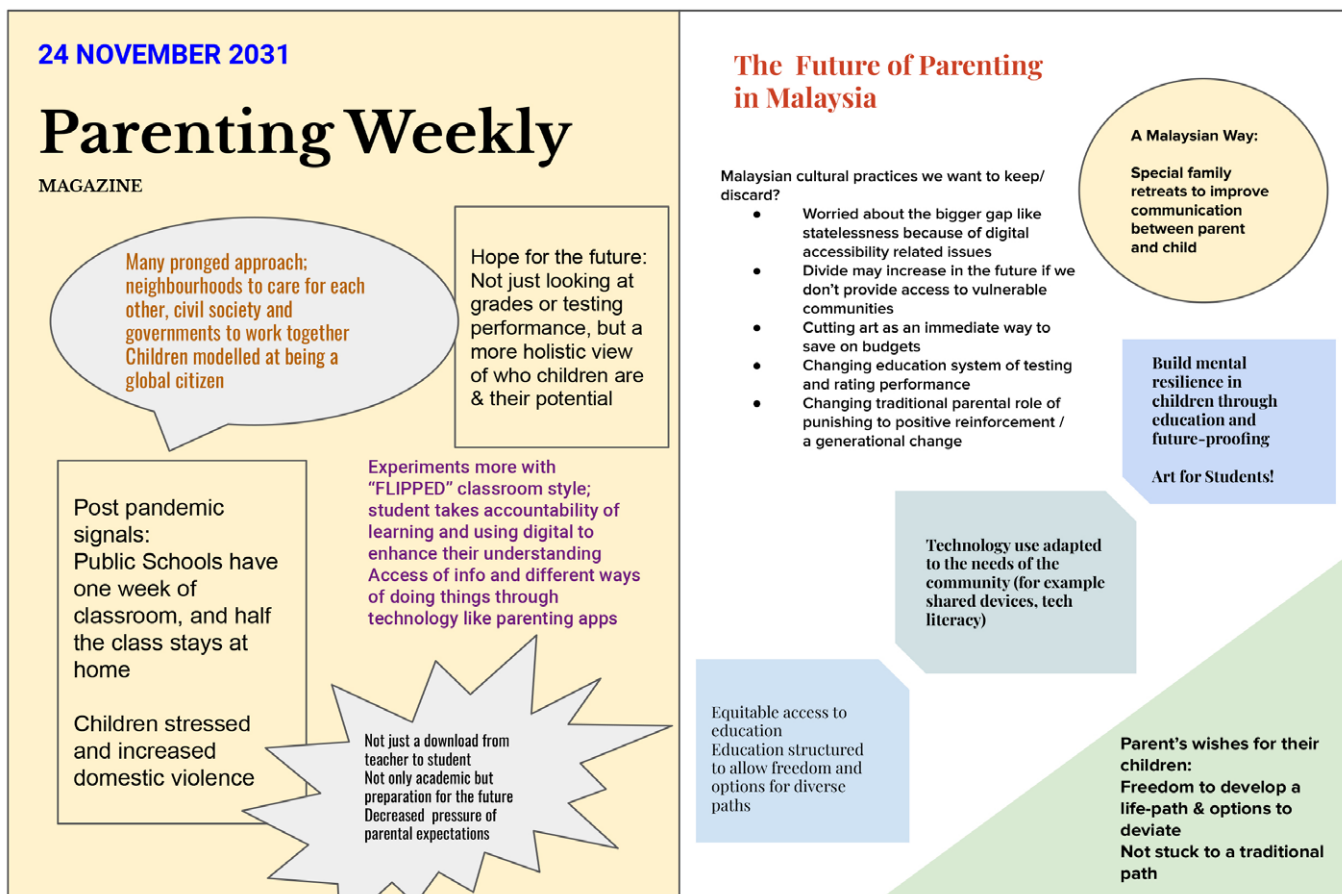 24 NOVEMBER 2031
Parenting Weekly
MAGAZINE
Many pronged approach;
neighbourhoods to care for each
other, civil society and
governments to work together
Children modelled at being a
global citizen
Hope for the future:
Not just looking at
grades or testing
performance, but a
more holistic view
of who children are
& their potential
Post pandemic
signals:
Public Schools have
one week of
classroom, and half
the class stays at
home
Children stressed
and increased
domestic violence
Experiments more with
“FLIPPED” classroom style;
student takes accountability of
learning and using digital to
enhance their understanding
Access of info and different ways
of doing things through
technology like parenting apps
Not just a download from
teacher to student
Not only academic but
preparation for the future
Decreased pressure of
parental expectations
The Future of Parenting
in Malaysia
Malaysian cultural practices we want to keep/
discard?
● Worried about the bigger gap like
statelessness because of digital
accessibility related issues
● Divide may increase in the future if we
don’t provide access to vulnerable
communities
● Cutting art as an immediate way to
save on budgets
● Changing education system of testing
and rating performance
● Changing traditional parental role of
punishing to positive reinforcement /
a generational change
A Malaysian Way:
Special family
retreats to improve
communication
between parent
and child
Build mental
resilience in
children through
education and
future-proofing
Art for Students!
Technology use adapted
to the needs of the
community (for example
shared devices, tech
literacy)
Equitable access to
education
Education structured
to allow freedom and
options for diverse
paths
Parent’s wishes for their
children:
Freedom to develop a
life-path & options to
deviate
Not stuck to a traditional
path